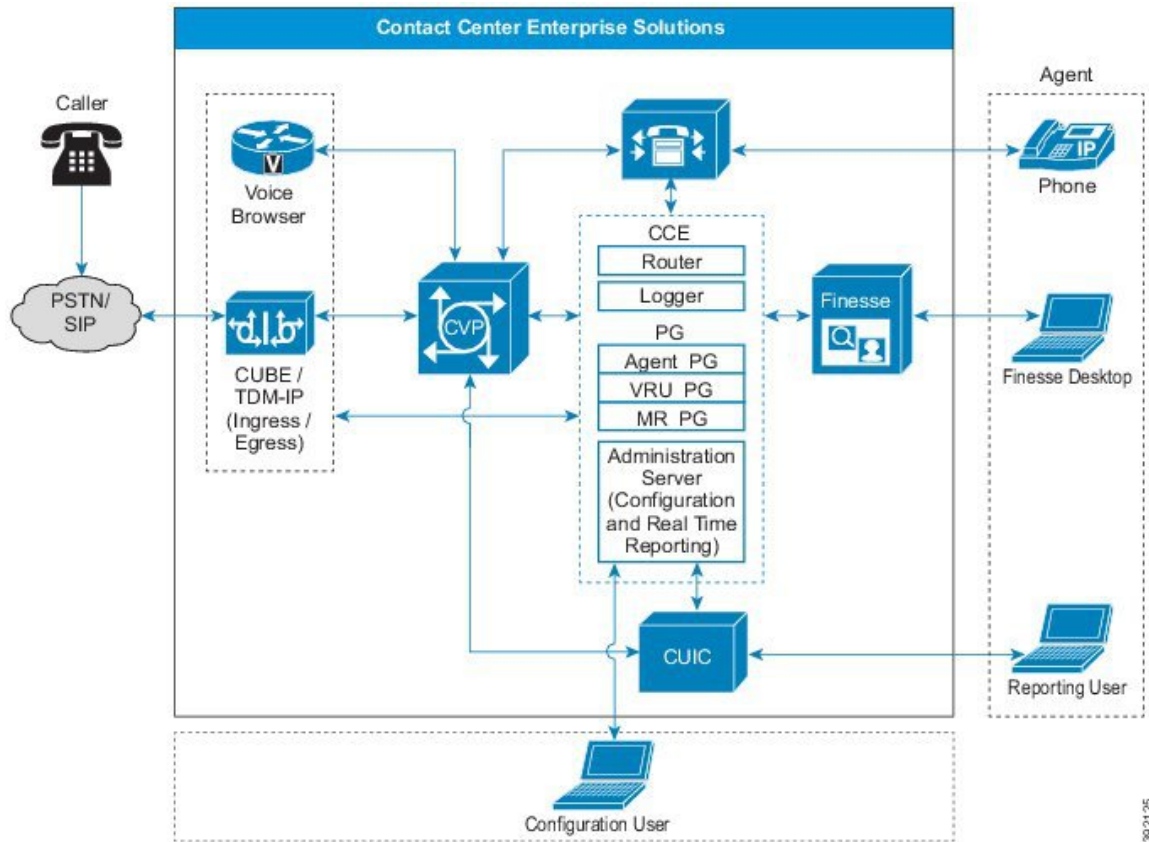 Contact Center Enterprise Solutions
Caller
Agent
V
Voice
Browser
IP
Phone
CCE
Router
Logger
PSTN/
SIP
CVP
Finesse
PG
Agent PG
VRU PG
MR PG
CUBE /
TDM-IP
(Ingress /
Egress)
Finesse Desktop
Administration
Server
(Configuration
and Real Time
Reporting)
CUIC
Reporting User
Configuration User
392125